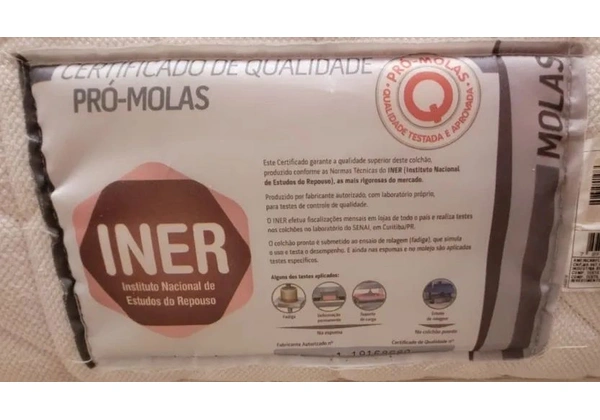 CERTIFICADO DE QUALIDADE
PRÓ-MOLAS
PRÓ-MOLAS
Q
QUALIDADE TESTADA E APROVADA
MOLAS
Este Certificado garante a qualidade superior deste colchão,
produzido conforme as Normas Técnicas do INER (Instituto Nacional
de Estudos do Repouso), as mais rigorosas do mercado.
Produzido por fabricante autorizado, com laboratório próprio,
para testes de controle de qualidade.
O INER efetua fiscalizações mensais em lojas de todo o país e realiza testes
nos colchões no laboratório do SENAI, em Curitiba/PR.
O colchão pronto é submetido ao ensaio de rolagem (fadiga), que simula
o uso e testa o desempenho. E ainda nas espumas e no molejo são aplicados
testes específicos.
INER
Instituto Nacional de
Estudos do Repouso
Alguns dos testes aplicados:
Fadiga
Deformação
permanente
Suporte
de carga
Ensaio
de rolagem
Na espuma
No colchão pronto
Fabricante Autorizado nº
Certificado de Qualidade nº